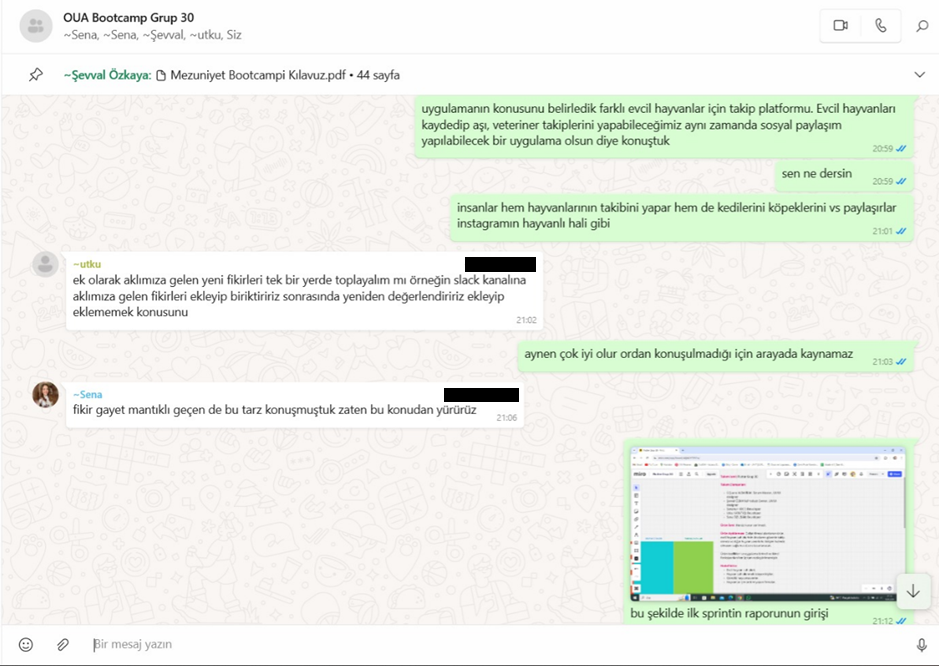 OUA Bootcamp Grup 30
~Sena, ~Sena, ~Şevval, ~utku, Siz
~Şevval Özkaya: Mezuniyet Bootcampi Kılavuz.pdf • 44 sayfa
uygulamanın konusunu belirledik farklı evcil hayvanlar için takip platformu. Evcil hayvanları
kaydedip aşı, veteriner takiplerini yapabileceğimiz aynı zamanda sosyal paylaşım
yapılabilecek bir uygulama olsun diye konuştuk
20:59
sen ne dersin
20:59
insanlar hem hayvanlarının takibini yapar hem de kedilerini köpeklerini vs paylaşırlar
instagramın hayvanlı hali gibi
21:01
~utku
ek olarak aklımıza gelen yeni fikirleri tek bir yerde toplayalım mı örneğin slack kanalına
aklımıza gelen fikirleri ekleyip biriktiririz sonrasında yeniden değerlendiririz ekleyip
eklememek konusunu
21:02
aynen çok iyi olur ordan konuşulmadığı için arayada kaynamaz
21:03
~Sena
fikir gayet mantıklı geçen de bu tarz konuşmuştuk zaten bu konudan yürürüz
21:06
miro
bu şekilde ilk sprintin raporunun girişi
21:12
Bir mesaj yazın